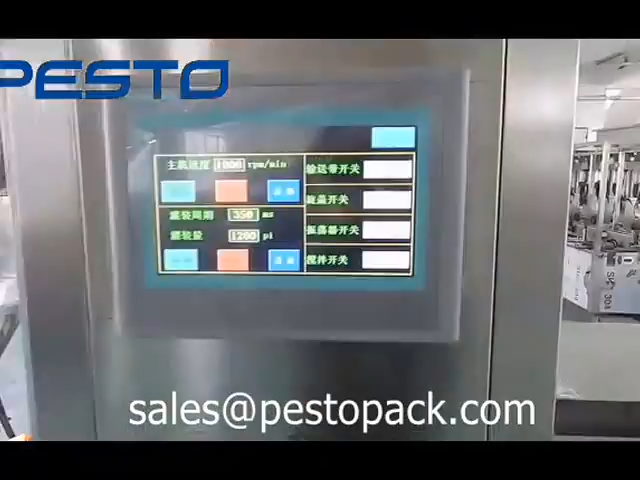 PESTO
主机速度 1000 rpm/min
输送带开关
旋盖开关
灌装周期 350 ms
灌装量 1200 pi
振荡器开关
搅拌开关
304
sales@pestopack.com